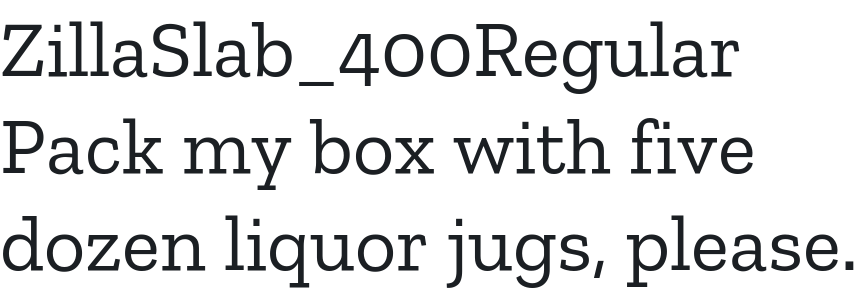 ZillaSlab_400Regular
Pack my box with five
dozen liquor jugs, please.